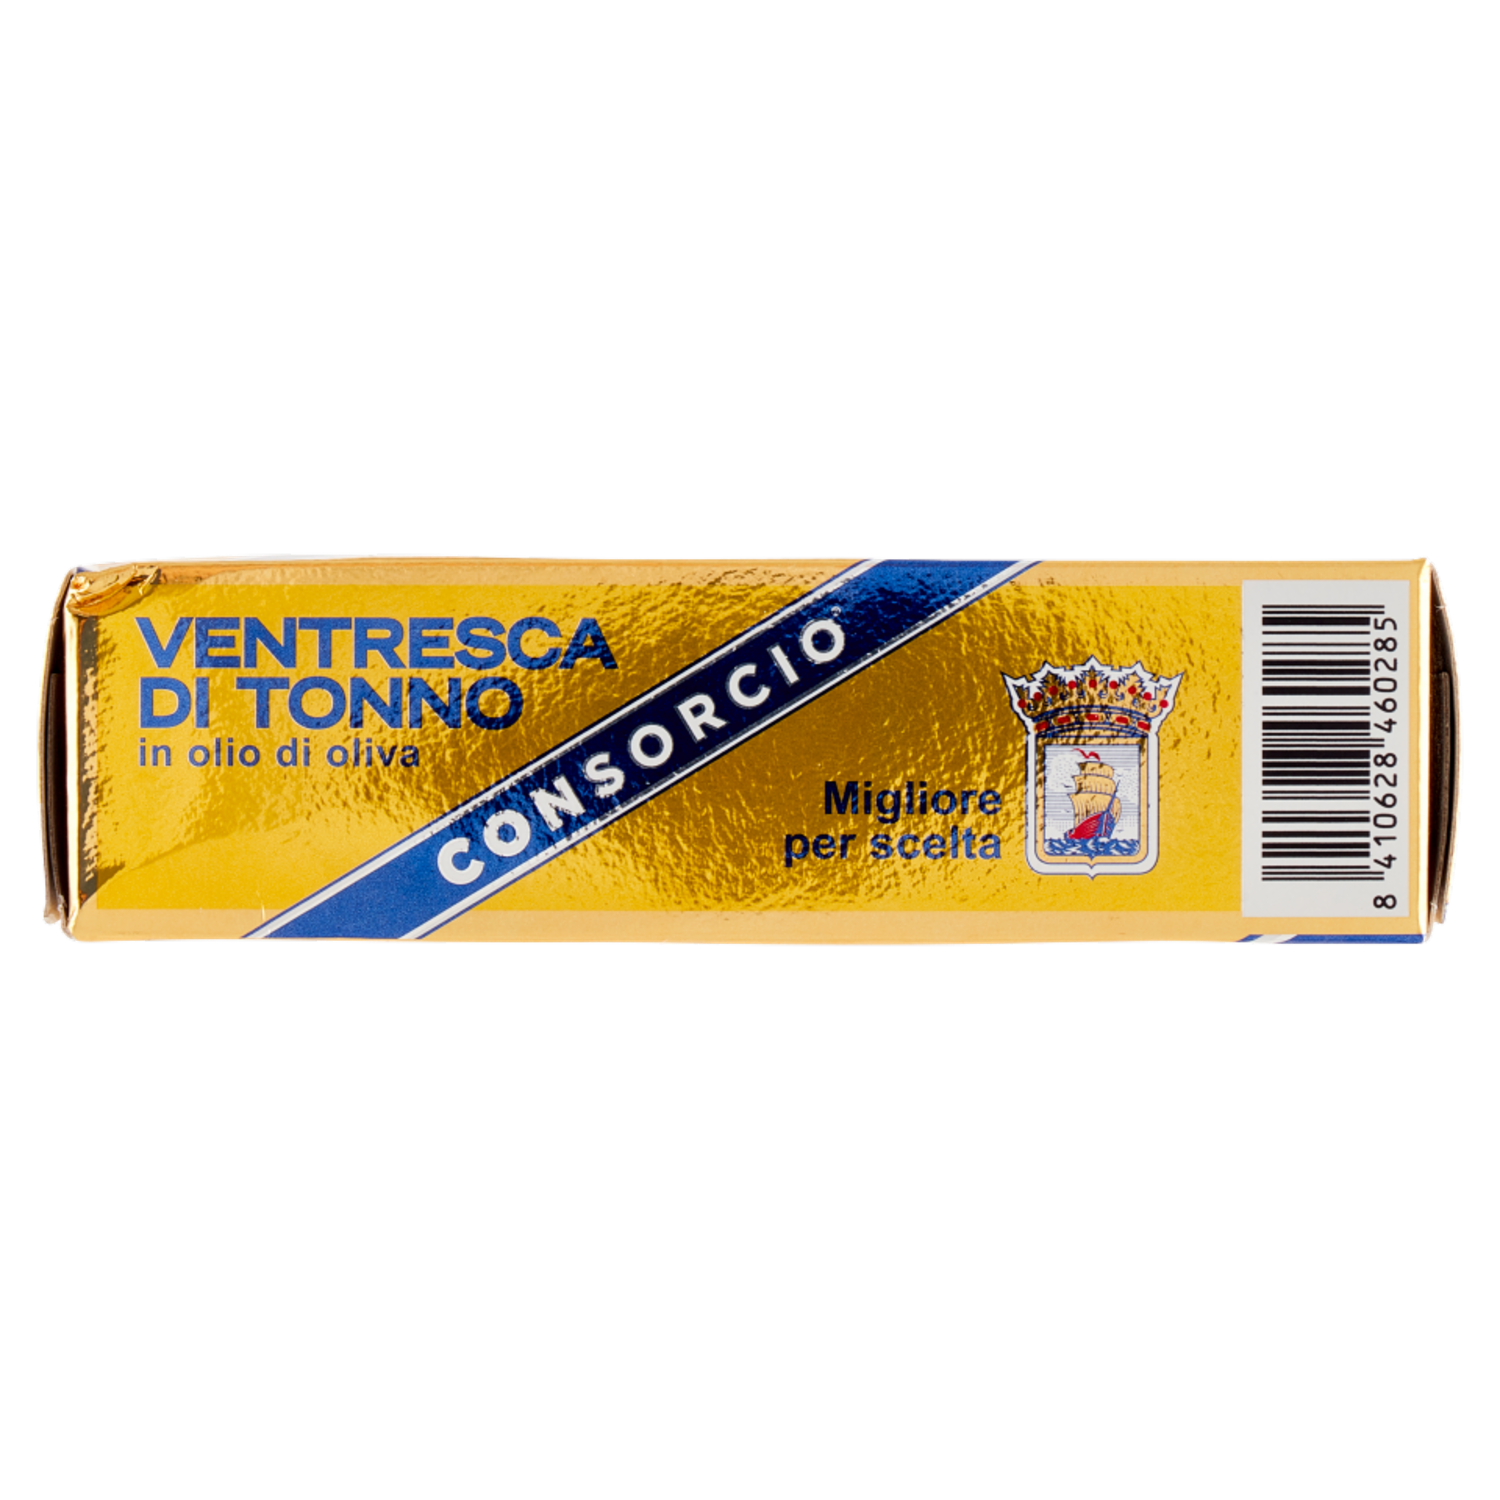 VENTRESCA
DI TONNO
in olio di oliva
CONSORCIO
Migliore
per scelta
8 410628 460285